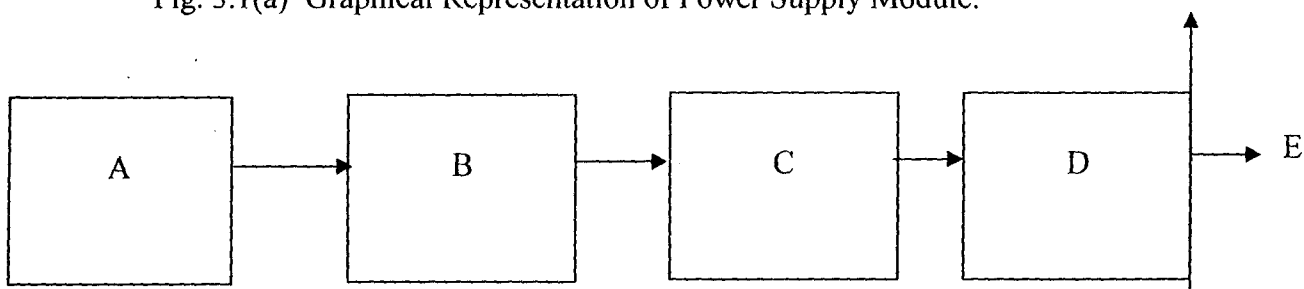 Fig. 3.1(a) Graphical Representation of Power Supply Module.
A B C D E